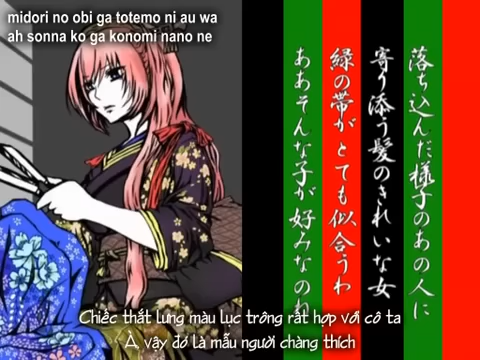 midori no obi ga totemo ni au wa
ah sonna ko ga konomi nano ne
落ち込んだ様子のあの人に
寄り添う髪のきれいな女
緑の帯がとても似合うわ
ああそんな子が好みなのね
Chiếc thắt lưng màu lục trông rất hợp với cô ta
À, vậy đó là mẫu người chàng thích